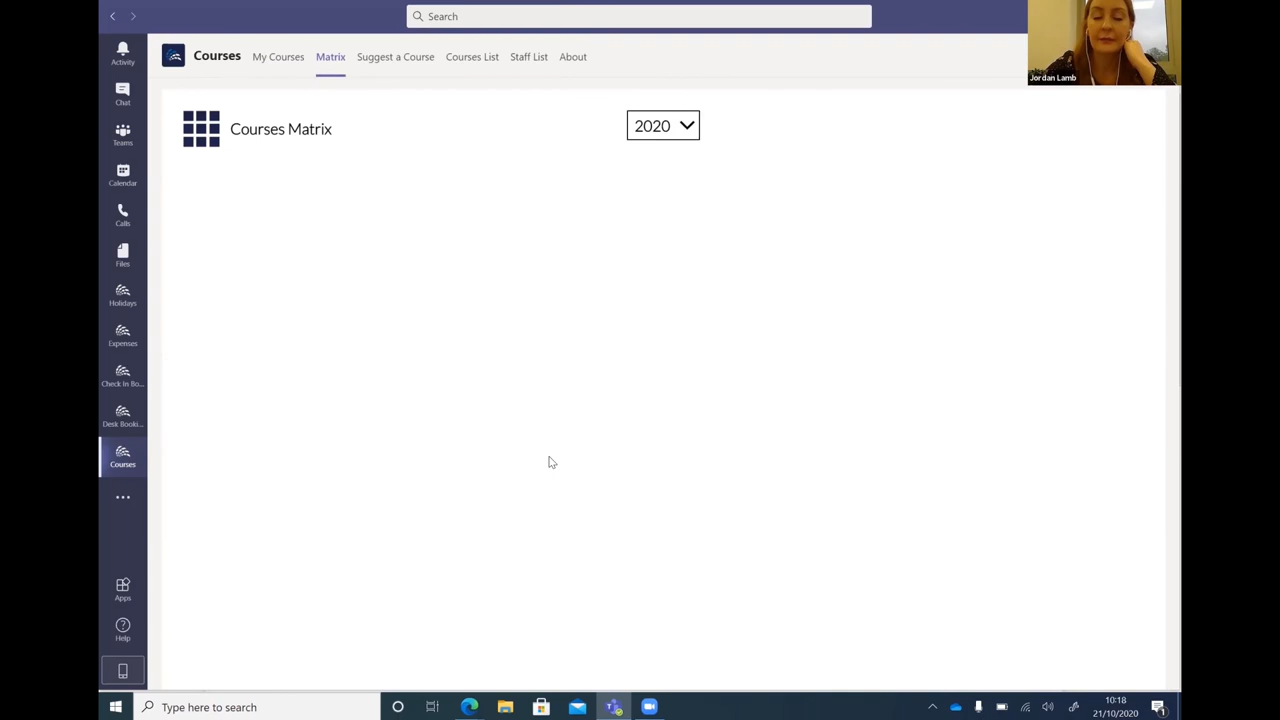 Search
Jordan Lamb
Courses
My Courses
Matrix
Suggest a Course
Courses List
Staff List
About
Activity
Chat
Teams
Calendar
Calls
Files
Holidays
Expenses
Check In Bo...
Desk Booki...
Courses
Apps
Help
Courses Matrix
2020
Type here to search
10:18
21/10/2020
1